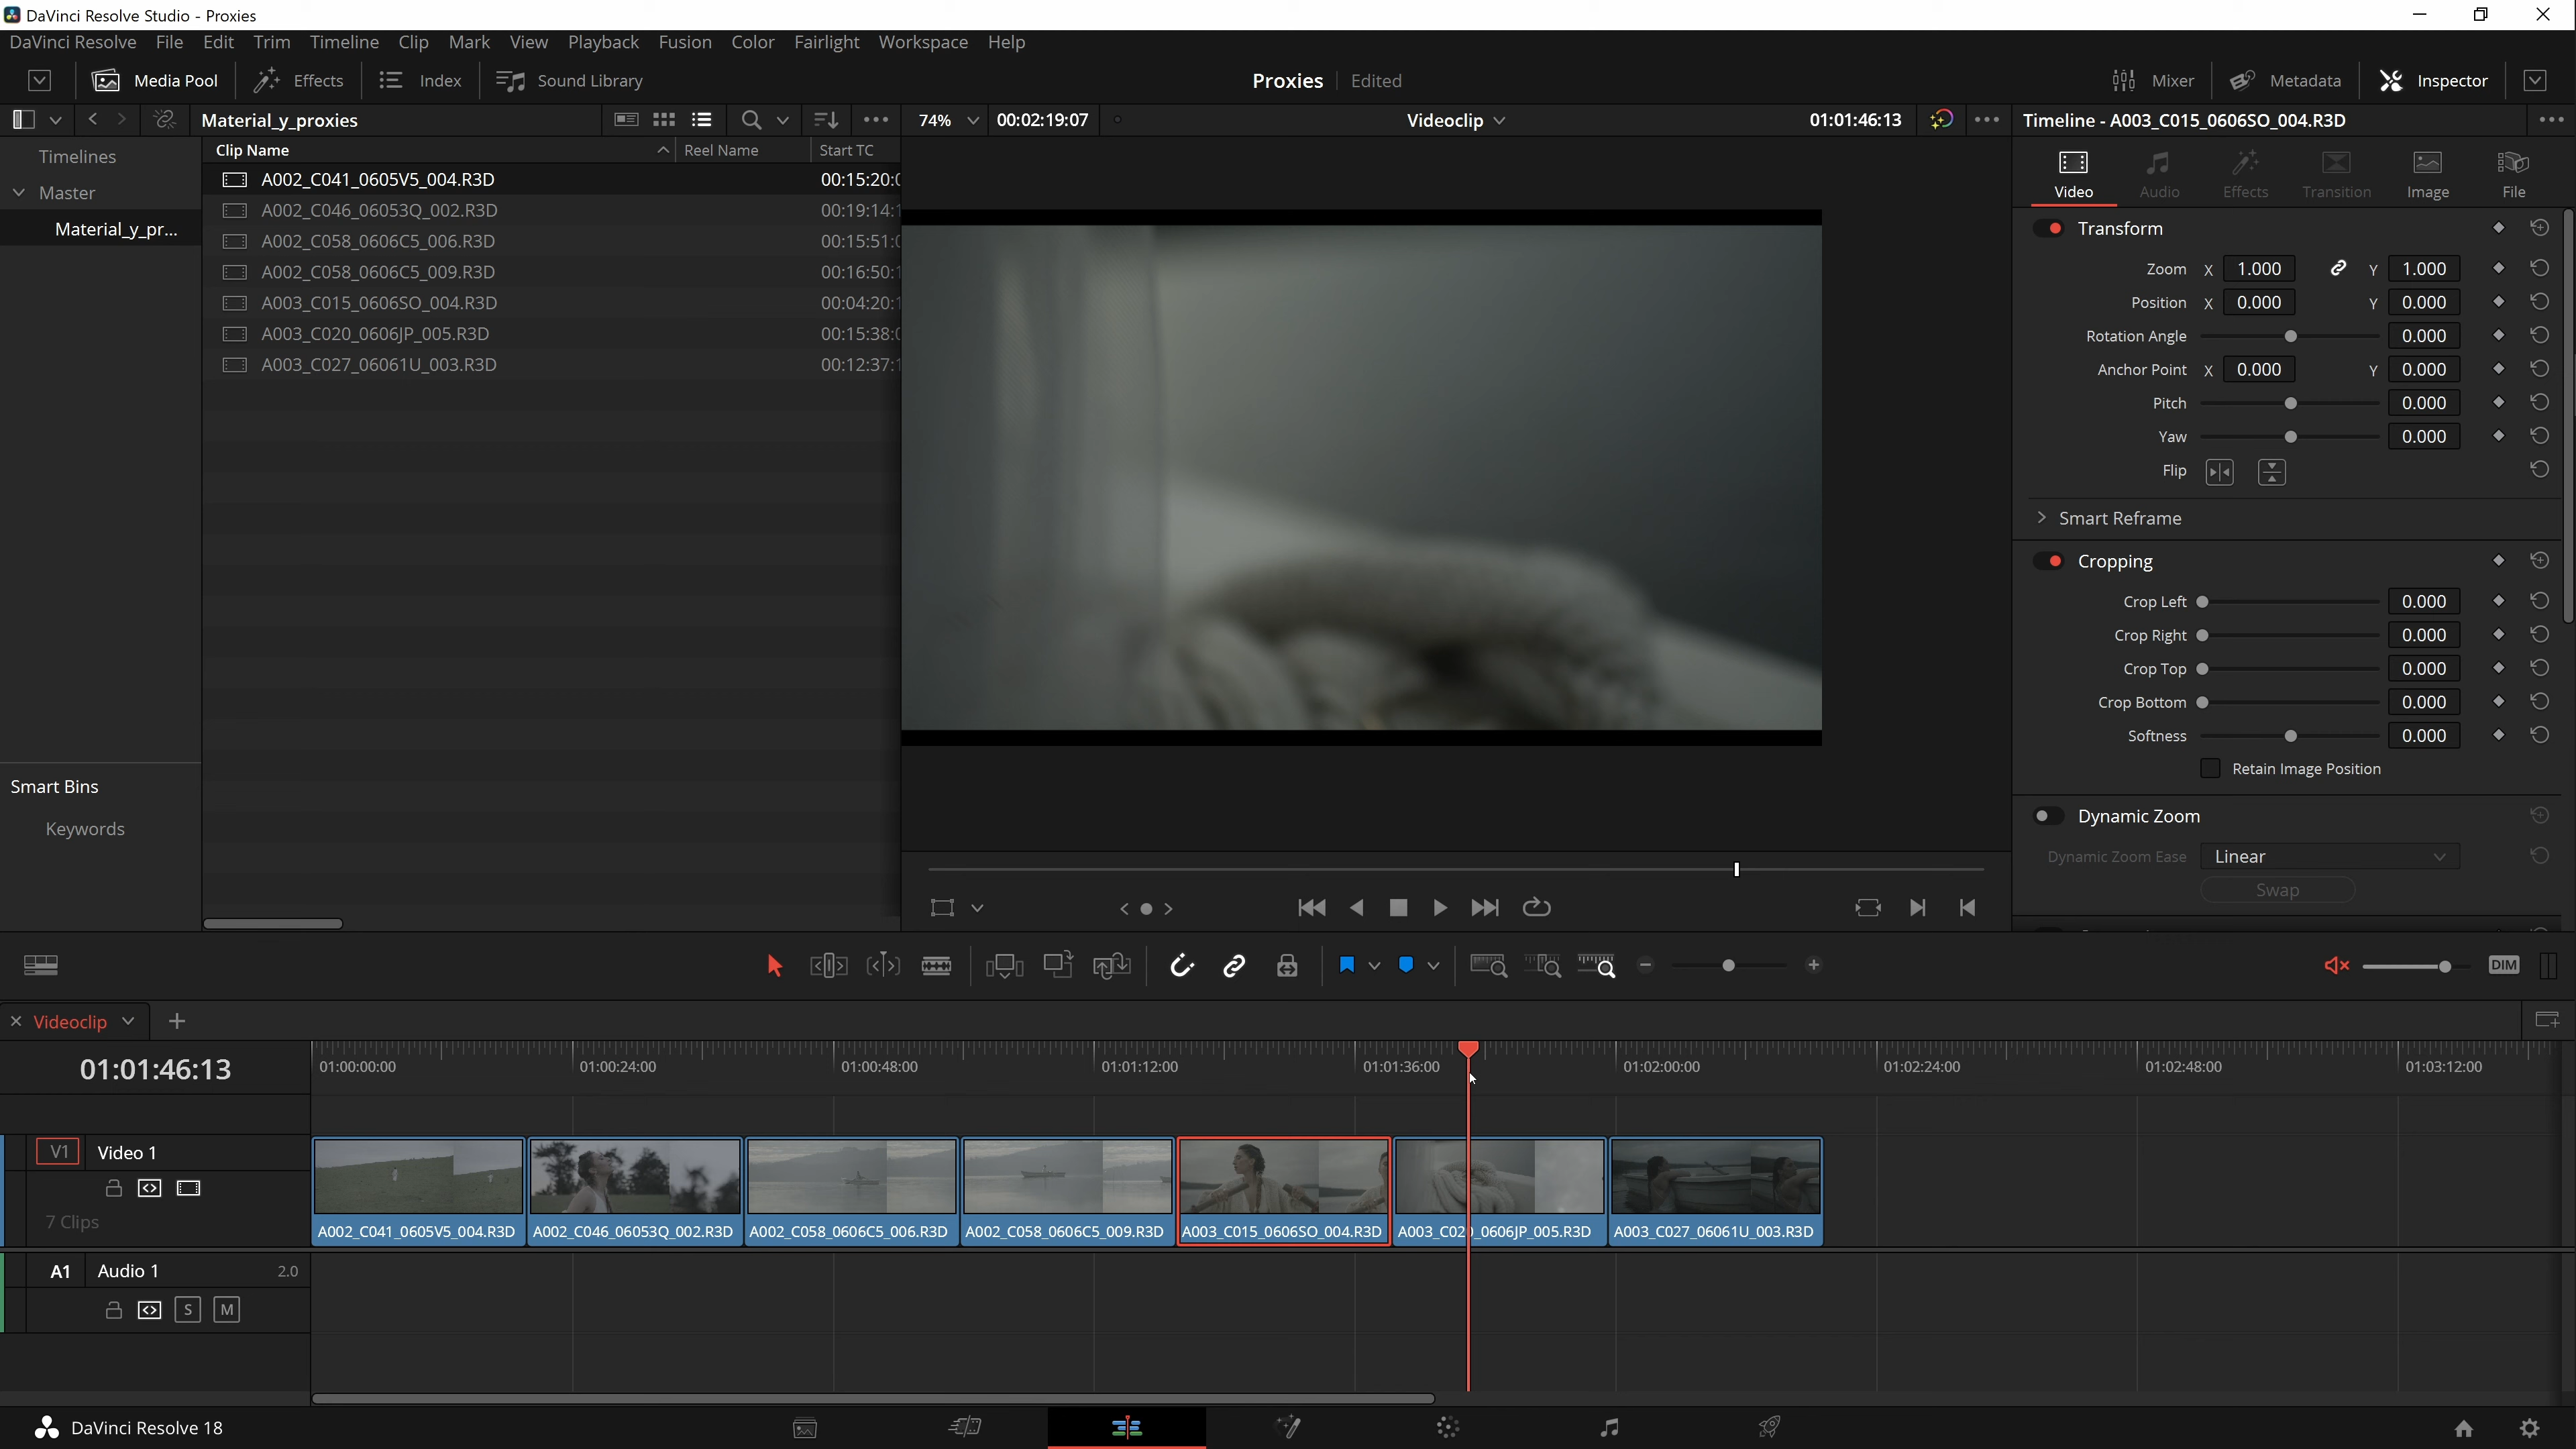 DaVinci Resolve Studio - Proxies
DaVinci Resolve File Edit Trim Timeline Clip Mark View Playback Fusion Color Fairlight Workspace Help
Media Pool Effects Index Sound Library Proxies Edited Mixer Metadata Inspector
Material_y_proxies 74% 00:02:19:07 Videoclip 01:01:46:13 Timeline - A003_C015_0606SO_004.R3D
Timelines
Master
Material_y_pr...
Smart Bins
Keywords
Clip Name Reel Name Start TC
A002_C041_0605V5_004.R3D 00:15:20:0
A002_C046_06053Q_002.R3D 00:19:14:1
A002_C058_0606C5_006.R3D 00:15:51:0
A002_C058_0606C5_009.R3D 00:16:50:1
A003_C015_0606SO_004.R3D 00:04:20:1
A003_C020_0606JP_005.R3D 00:15:38:0
A003_C027_06061U_003.R3D 00:12:37:1
Video Audio Effects Transition Image File
Transform
Zoom X 1.000 Y 1.000
Position X 0.000 Y 0.000
Rotation Angle 0.000
Anchor Point X 0.000 Y 0.000
Pitch 0.000
Yaw 0.000
Flip
Smart Reframe
Cropping
Crop Left 0.000
Crop Right 0.000
Crop Top 0.000
Crop Bottom 0.000
Softness 0.000
Retain Image Position
Dynamic Zoom
Dynamic Zoom Ease Linear
Swap
DIM
Videoclip
01:01:46:13
01:00:00:00 01:00:24:00 01:00:48:00 01:01:12:00 01:01:36:00 01:02:00:00 01:02:24:00 01:02:48:00 01:03:12:00
V1 Video 1
7 Clips
A002_C041_0605V5_004.R3D A002_C046_06053Q_002.R3D A002_C058_0606C5_006.R3D A002_C058_0606C5_009.R3D A003_C015_0606SO_004.R3D A003_C020_0606JP_005.R3D A003_C027_06061U_003.R3D
A1 Audio 1 2.0
S M
DaVinci Resolve 18